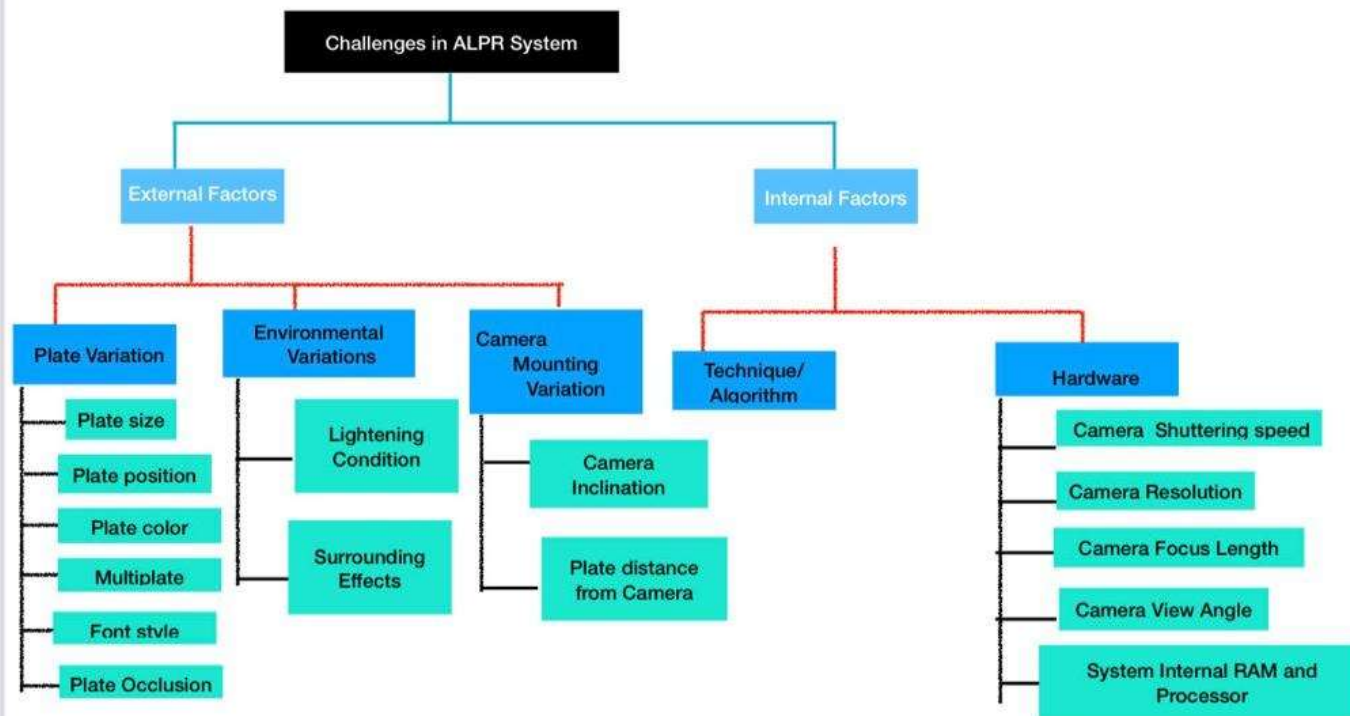 Challenges in ALPR System
External Factors
Internal Factors
Plate Variation
Environmental
Variations
Camera
Mounting
Variation
Technique/
Algorithm
Hardware
Plate size
Plate position
Plate color
Multiplate
Font style
Plate Occlusion
Lightening
Condition
Surrounding
Effects
Camera
Inclination
Plate distance
from Camera
Camera Shuttering speed
Camera Resolution
Camera Focus Length
Camera View Angle
System Internal RAM and
Processor